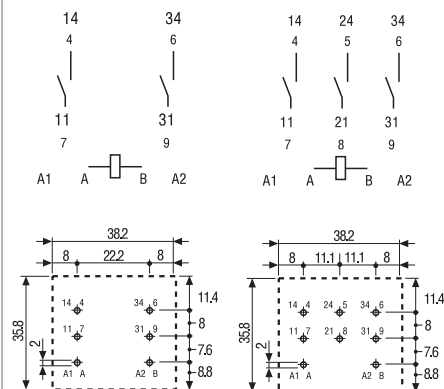 14 34
4 6
11 31
7 9
A1 A B A2
14 24 34
4 5 6
11 21 31
7 8 9
A1 A B A2
38.2
8 22.2 8
35.8
2
14 4 34 6
11 7 31 9
A1 A A2 B
11.4
8
7.6
8.8
38.2
8 11.1 11.1 8
35.8
2
14 4 24 5 34 6
11 7 21 8 31 9
A1 A A2 B
11.4
8
7.6
8.8